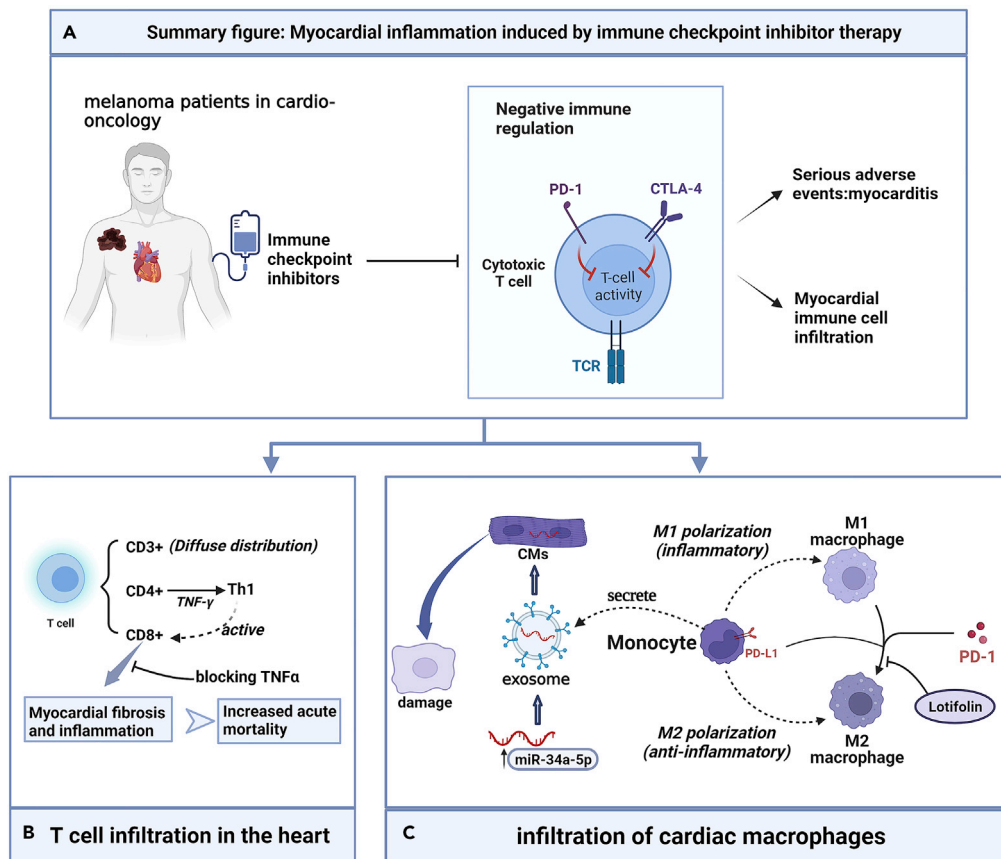 A
Summary figure: Myocardial inflammation induced by immune checkpoint inhibitor therapy
melanoma patients in cardio-
oncology
Immune
checkpoint
inhibitors
Negative immune
regulation
PD-1
CTLA-4
Cytotoxic
T cell
T-cell
activity
TCR
Serious adverse
events:myocarditis
Myocardial
immune cell
infiltration
T cell
CD3+ (Diffuse distribution)
CD4+
TNF-γ
Th1
CD8+
active
blocking TNFα
Myocardial fibrosis
and inflammation
Increased acute
mortality
B T cell infiltration in the heart
CMs
damage
exosome
miR-34a-5p
secrete
Monocyte
PD-L1
M1 polarization
(inflammatory)
M1
macrophage
PD-1
Lotifolin
M2 polarization
(anti-inflammatory)
M2
macrophage
C infiltration of cardiac macrophages